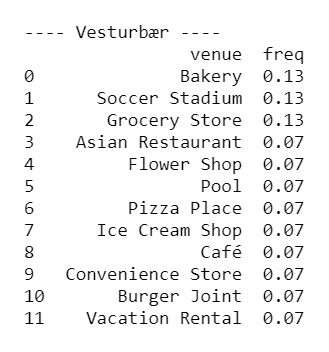 ---- Vesturbær ----
venue freq
0 Bakery 0.13
1 Soccer Stadium 0.13
2 Grocery Store 0.13
3 Asian Restaurant 0.07
4 Flower Shop 0.07
5 Pool 0.07
6 Pizza Place 0.07
7 Ice Cream Shop 0.07
8 Café 0.07
9 Convenience Store 0.07
10 Burger Joint 0.07
11 Vacation Rental 0.07